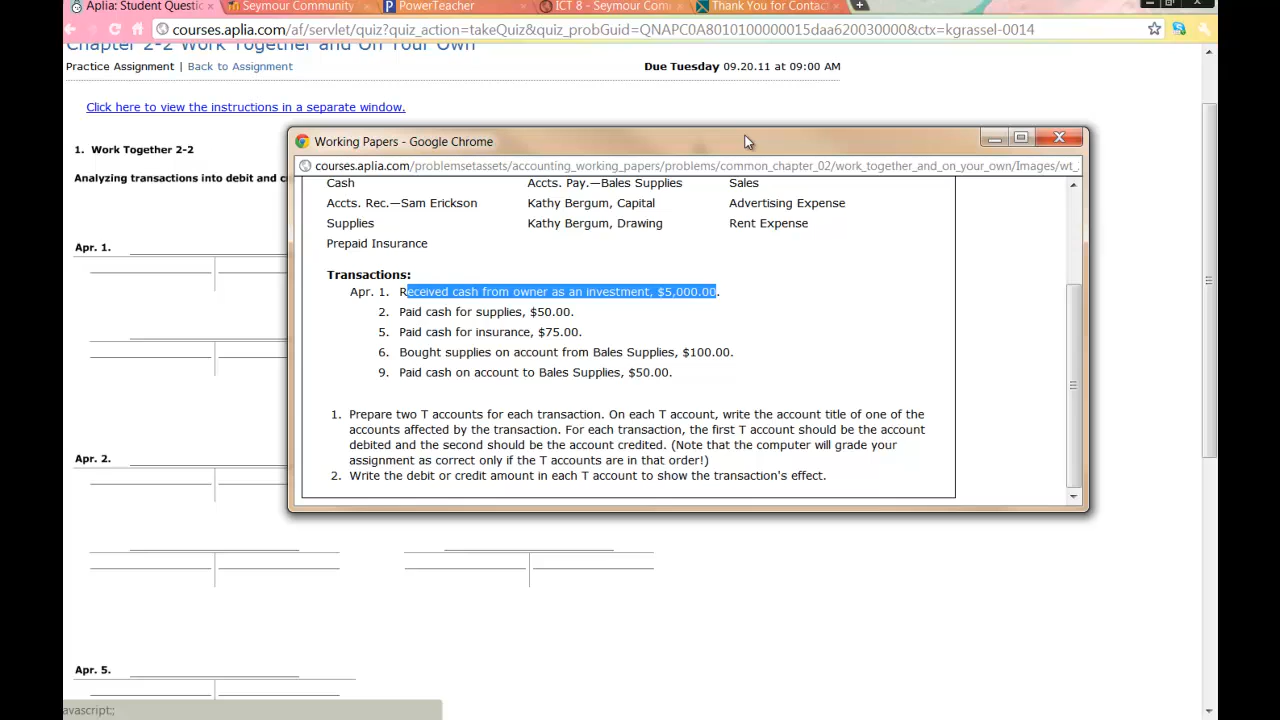 Aplia: Student Questi
Seymour Community
PowerTeacher
ICT 8 - Seymour Com
Thank You for Contac
courses.aplia.com/af/servlet/quiz?quiz_action=takeQuiz&quiz_probGuid=QNAPC0A801010000015daa620030000&ctx=kgrassel-0014
Chapter 2-2 Work Together and On Your Own
Practice Assignment | Back to Assignment
Due Tuesday 09.20.11 at 09:00 AM
Click here to view the instructions in a separate window.
1. Work Together 2-2
Analyzing transactions into debit and c
Apr. 1.
Apr. 2.
Apr. 5.
avascript:;
Working Papers - Google Chrome
courses.aplia.com/problemsetassets/accounting_working_papers/problems/common_chapter_02/work_together_and_on_your_own/Images/wt_
Cash Accts. Pay.—Bales Supplies Sales
Accts. Rec.—Sam Erickson Kathy Bergum, Capital Advertising Expense
Supplies Kathy Bergum, Drawing Rent Expense
Prepaid Insurance
Transactions:
Apr. 1. Received cash from owner as an investment, $5,000.00.
2. Paid cash for supplies, $50.00.
5. Paid cash for insurance, $75.00.
6. Bought supplies on account from Bales Supplies, $100.00.
9. Paid cash on account to Bales Supplies, $50.00.
1. Prepare two T accounts for each transaction. On each T account, write the account title of one of the
accounts affected by the transaction. For each transaction, the first T account should be the account
debited and the second should be the account credited. (Note that the computer will grade your
assignment as correct only if the T accounts are in that order!)
2. Write the debit or credit amount in each T account to show the transaction's effect.